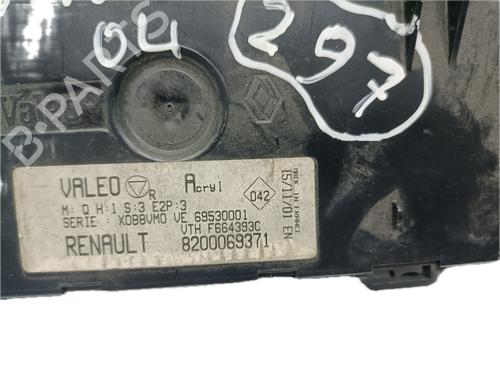 04
297
B-PARTS
VALEO R Acryl 042
M: 0 H:1 S:3 E2P:3
SERIE : XDBBVMO VE 69530001
VTH F664393C
RENAULT 8200069371
MADE IN FRANCE
15/11/01 EN